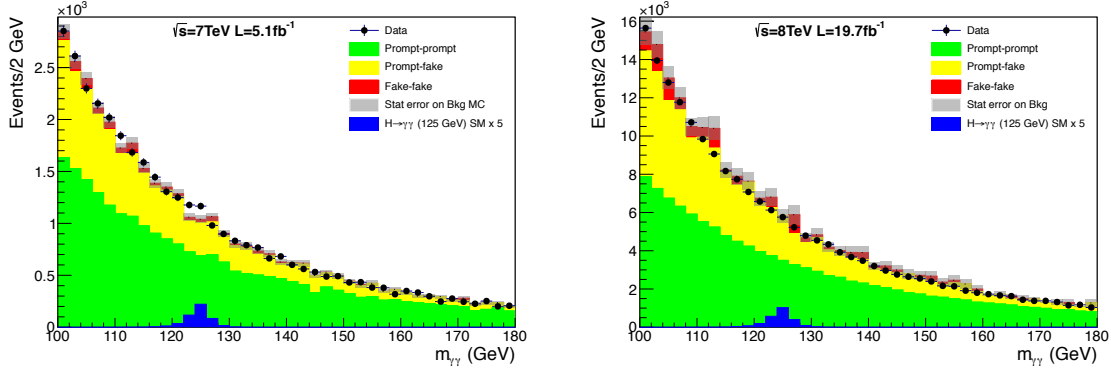 ×10³
Events/2 GeV
√s=7TeV L=5.1fb⁻¹
Data
Prompt-prompt
Prompt-fake
Fake-fake
Stat error on Bkg MC
H→γγ (125 GeV) SM x 5
2.5
2
1.5
1
0.5
0
100 110 120 130 140 150 160 170 180
mγγ (GeV)
×10³
Events/2 GeV
√s=8TeV L=19.7fb⁻¹
Data
Prompt-prompt
Prompt-fake
Fake-fake
Stat error on Bkg
H→γγ (125 GeV) SM x 5
16
14
12
10
8
6
4
2
0
100 110 120 130 140 150 160 170 180
mγγ (GeV)